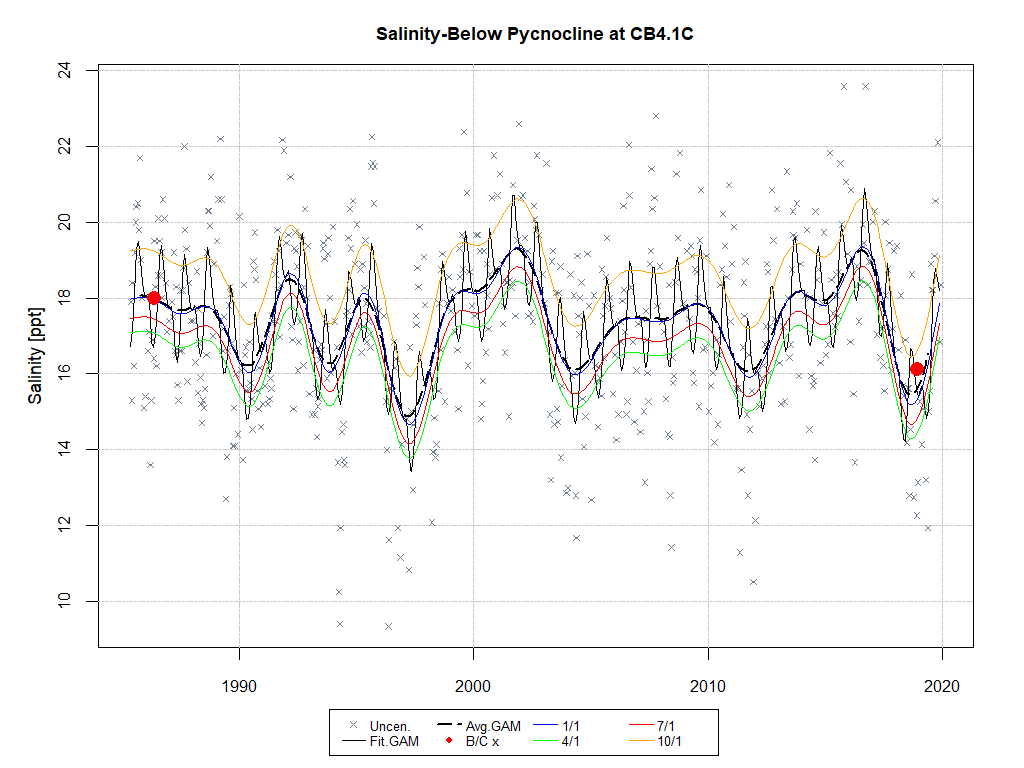 Salinity-Below Pycnocline at CB4.1C
Salinity [ppt]
24
22
20
18
16
14
12
10
1990 2000 2010 2020
Uncen. Avg.GAM 1/1 7/1
Fit.GAM B/C x 4/1 10/1